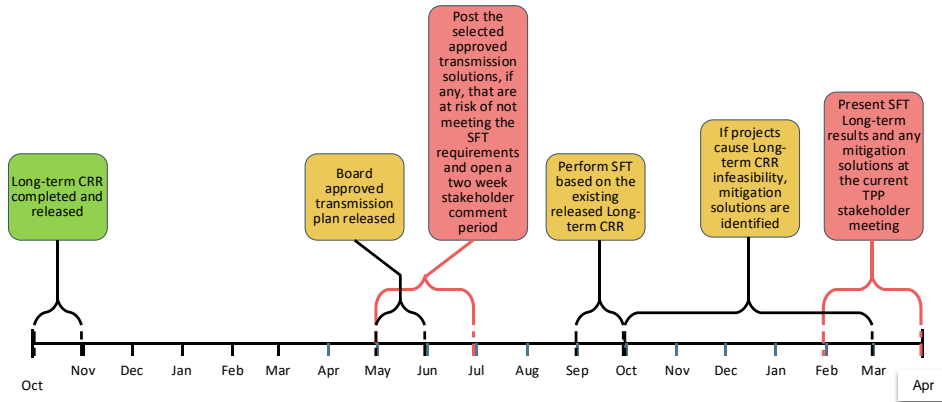 Long-term CRR
completed and
released
Board
approved
transmission
plan released
Post the
selected
approved
transmission
solutions, if
any, that are
at risk of not
meeting the
SFT
requirements
and open a
two week
stakeholder
comment
period
Perform SFT
based on the
existing
released Long-
term CRR
If projects
cause Long-
term CRR
infeasibility,
mitigation
solutions are
identified
Present SFT
Long-term
results and any
mitigation
solutions at
the current
TPP
stakeholder
meeting
Oct
Nov
Dec
Jan
Feb
Mar
Apr
May
Jun
Jul
Aug
Sep
Oct
Nov
Dec
Jan
Feb
Mar
Apr